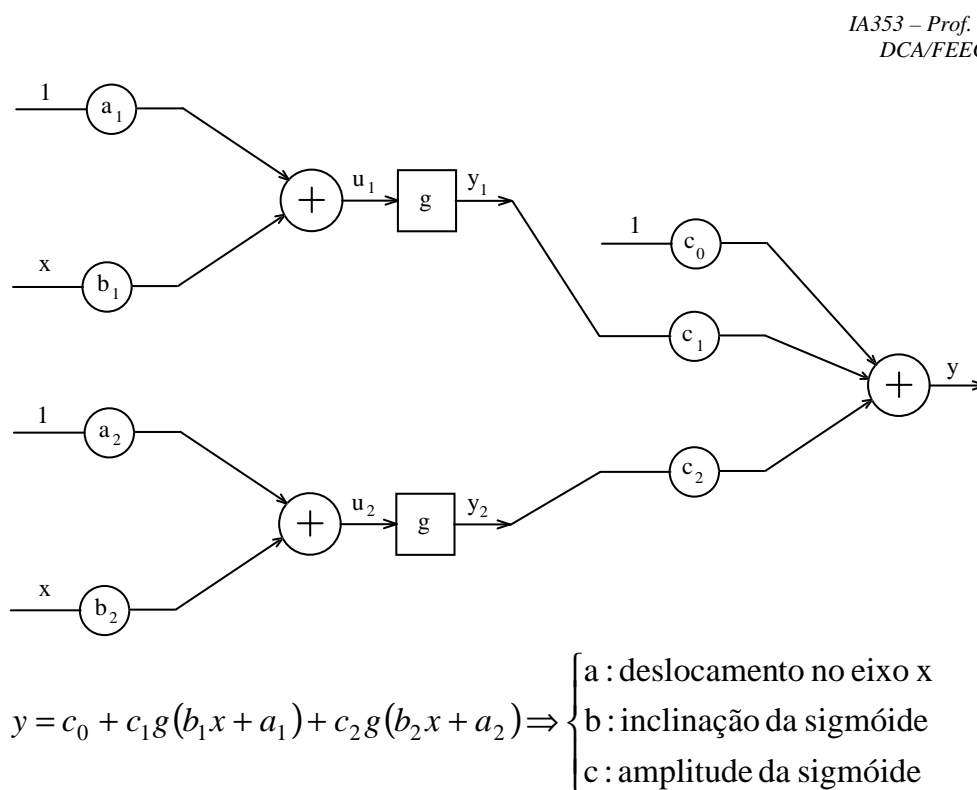 IA353 – Prof.
DCA/FEEC
1
a₁
x
b₁
+
u₁
g
y₁
1
c₀
c₁
+
y
1
a₂
x
b₂
+
u₂
g
y₂
c₂
y = c₀ + c₁g(b₁x + a₁) + c₂g(b₂x + a₂) ⇒ {
a : deslocamento no eixo x
b : inclinação da sigmóide
c : amplitude da sigmóide